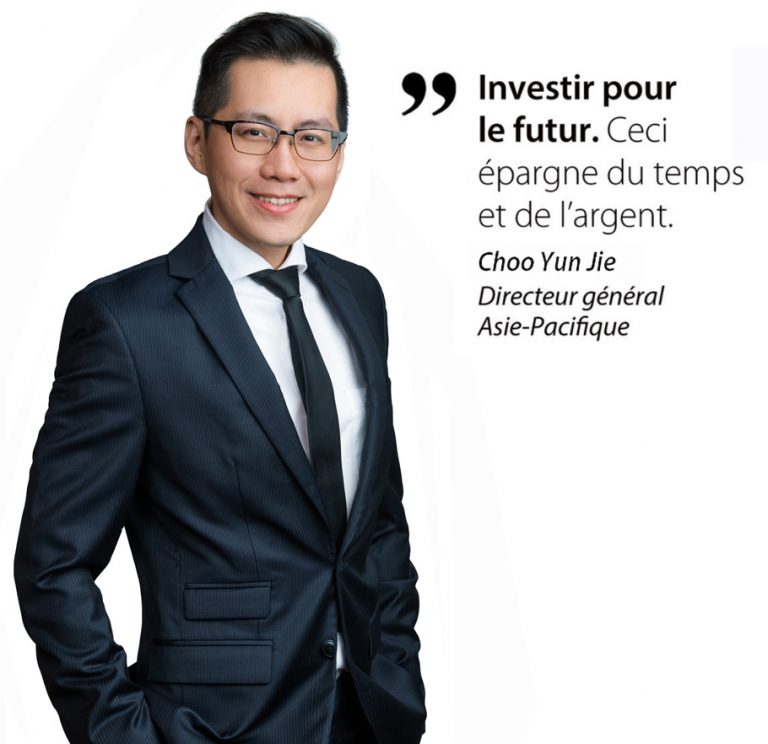 ”
Investir pour
le futur. Ceci
épargne du temps
et de l’argent.
Choo Yun Jie
Directeur général
Asie-Pacifique